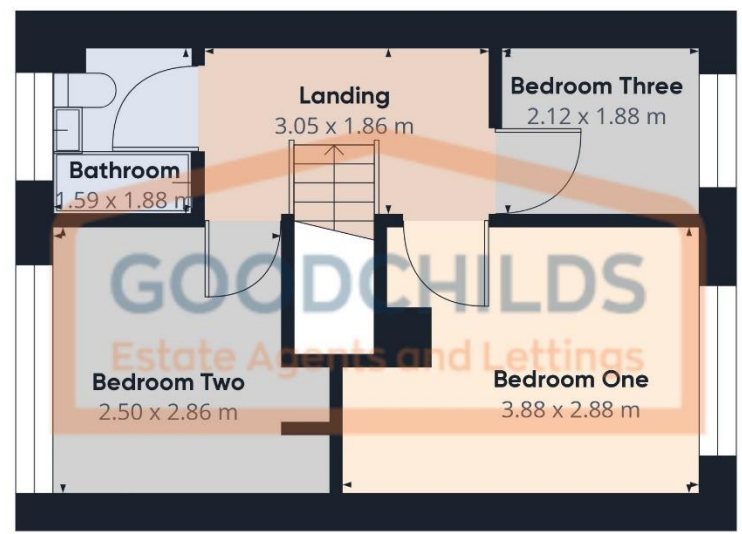 Landing
3.05 x 1.86 m
Bedroom Three
2.12 x 1.88 m
Bathroom
1.59 x 1.88 m
GOODCHILDS
Estate Agents and Lettings
Bedroom Two
2.50 x 2.86 m
Bedroom One
3.88 x 2.88 m